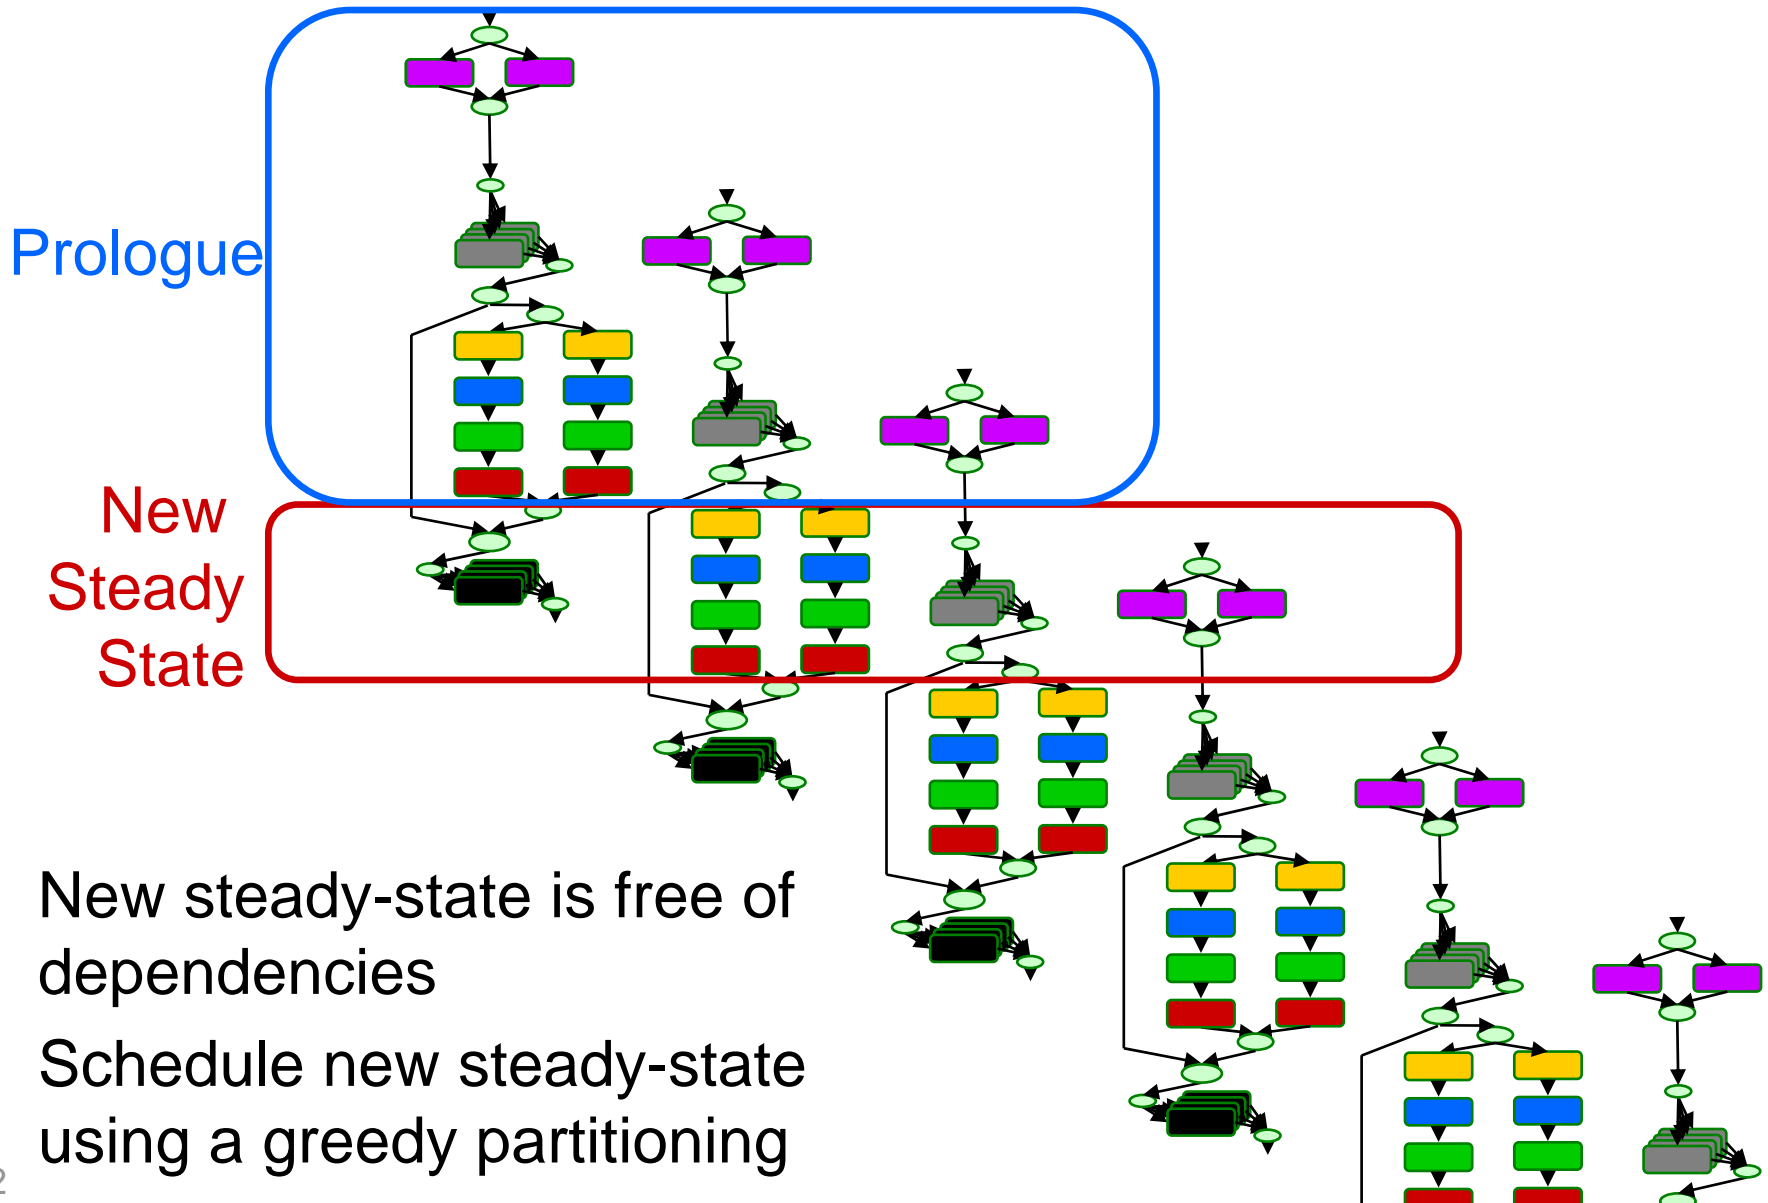 Prologue
New
Steady
State
New steady-state is free of
dependencies
Schedule new steady-state
using a greedy partitioning